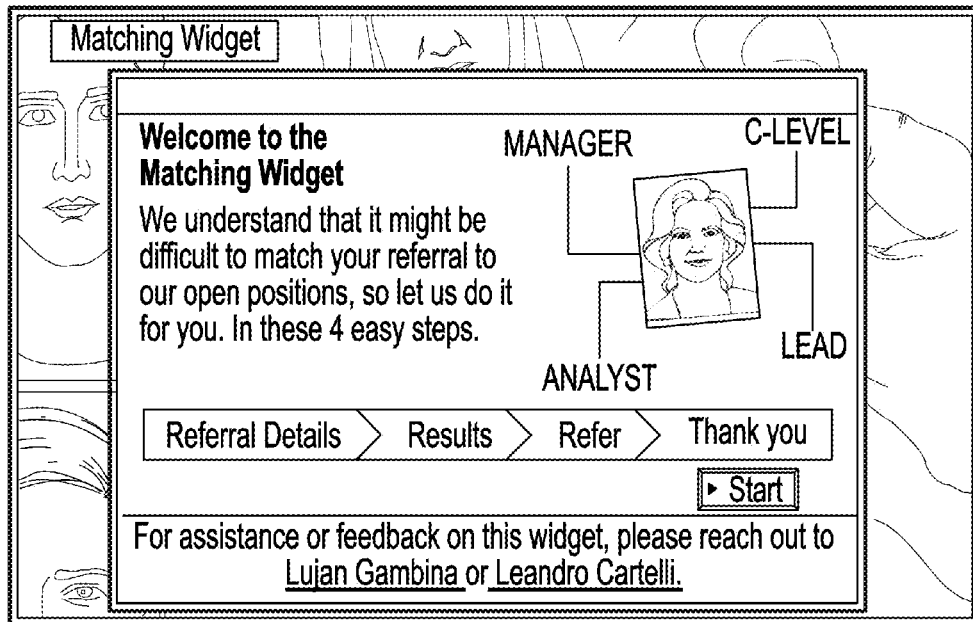 Matching Widget
Welcome to the
Matching Widget
We understand that it might be
difficult to match your referral to
our open positions, so let us do it
for you. In these 4 easy steps.
MANAGER
C-LEVEL
LEAD
ANALYST
Referral Details
Results
Refer
Thank you
Start
For assistance or feedback on this widget, please reach out to
Lujan Gambina or Leandro Cartelli.